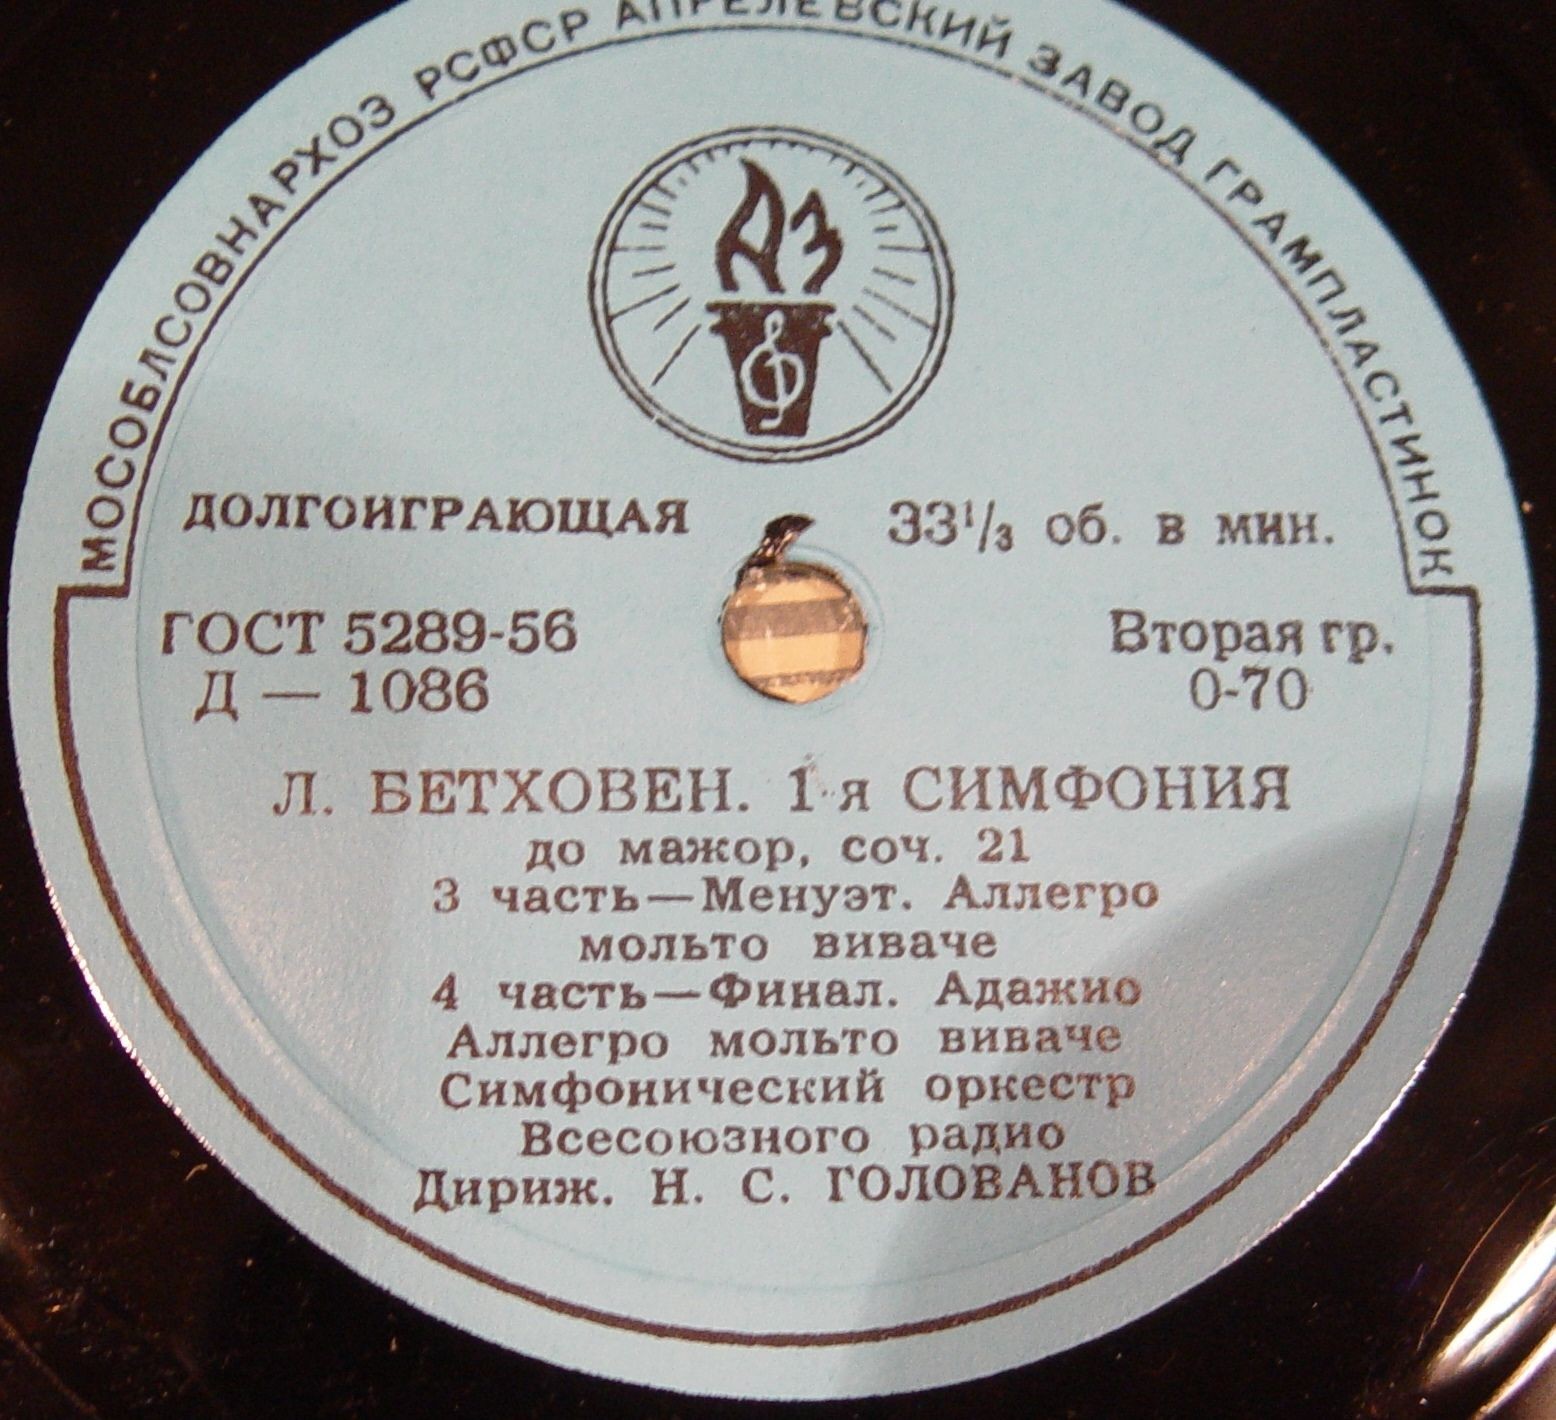 МОСОБЛСОВНАРХОЗ РСФСР АПРЕЛЕВСКИЙ ЗАВОД ГРАМПЛАСТИНОК
АЗ
ДОЛГОИГРАЮЩАЯ 33 1/3 об. в мин.
ГОСТ 5289-56 Вторая гр.
Д — 1086 0-70
Л. БЕТХОВЕН. 1-я СИМФОНИЯ
до мажор, соч. 21
3 часть—Менуэт. Аллегро
мольто виваче
4 часть—Финал. Адажио
Аллегро мольто виваче
Симфонический оркестр
Всесоюзного радио
Дириж. Н. С. ГОЛОВАНОВ